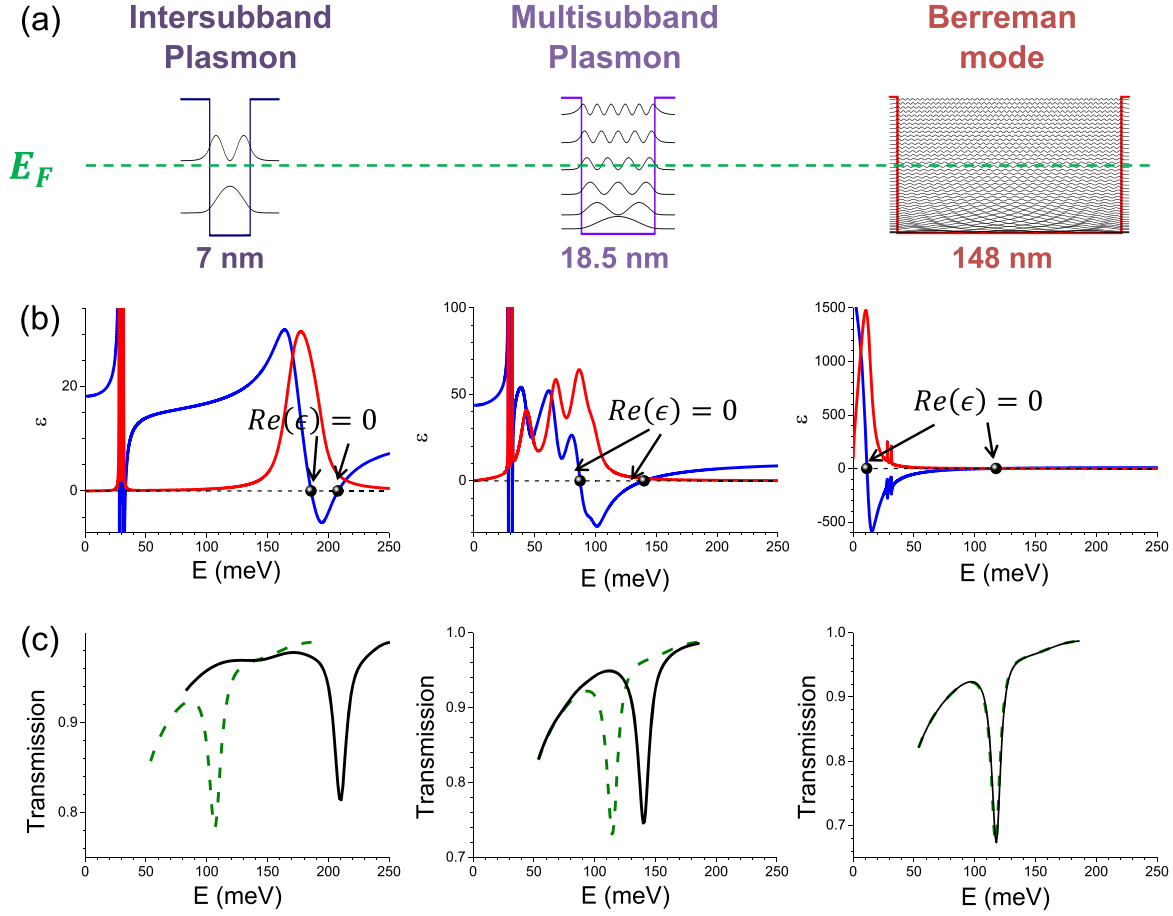 (a)
Intersubband Plasmon
Multisubband Plasmon
Berreman mode
E_F
7 nm
18.5 nm
148 nm
(b)
ε
20
0
Re(ϵ) = 0
0 50 100 150 200 250
E (meV)
ε
100
50
0
Re(ϵ) = 0
0 50 100 150 200 250
E (meV)
ε
1500
1000
500
0
-500
Re(ϵ) = 0
0 50 100 150 200 250
E (meV)
(c)
Transmission
0.9
0.8
0 50 100 150 200 250
E (meV)
Transmission
1.0
0.9
0.8
0.7
0 50 100 150 200 250
E (meV)
Transmission
1.0
0.9
0.8
0.7
0.6
0 50 100 150 200 250
E (meV)